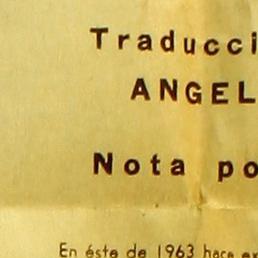 Traducci
ANGEL
Nota po
En éste de 1963 hace